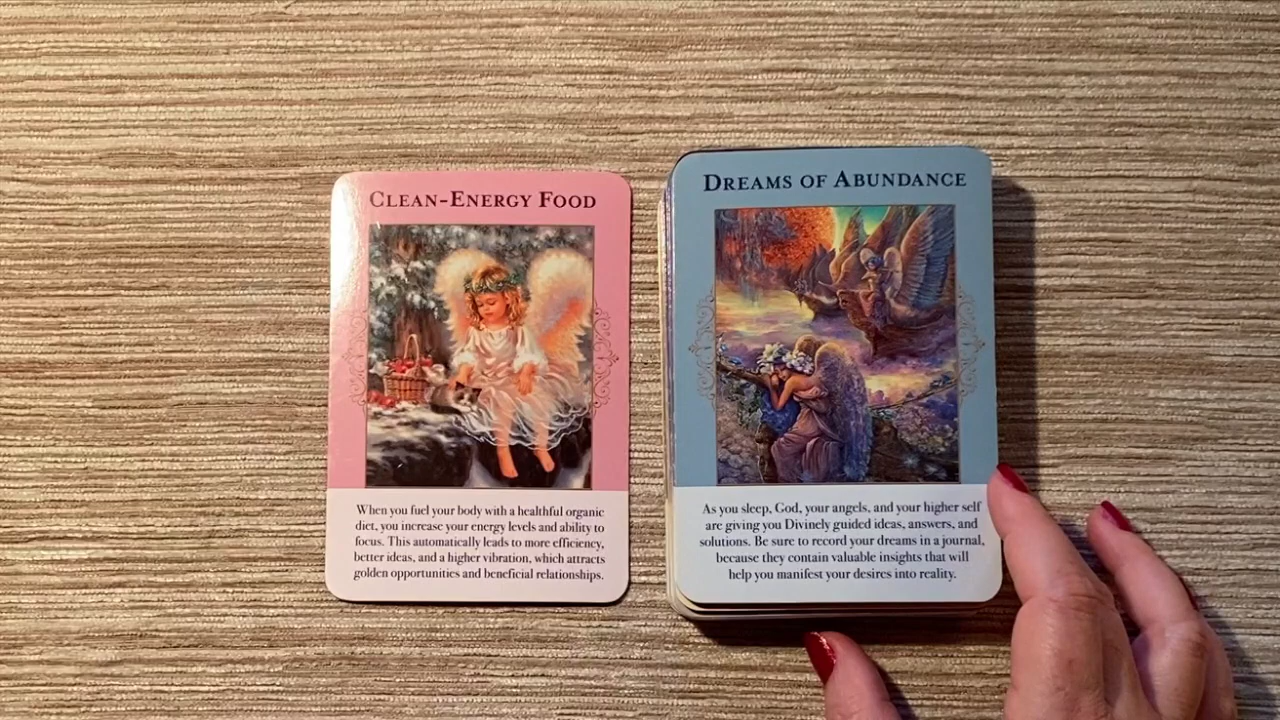 CLEAN-ENERGY FOOD
When you fuel your body with a healthful organic
diet, you increase your energy levels and ability to
focus. This automatically leads to more efficiency,
better ideas, and a higher vibration, which attracts
golden opportunities and beneficial relationships.
DREAMS OF ABUNDANCE
As you sleep, God, your angels, and your higher self
are giving you Divinely guided ideas, answers, and
solutions. Be sure to record your dreams in a journal,
because they contain valuable insights that will
help you manifest your desires into reality.